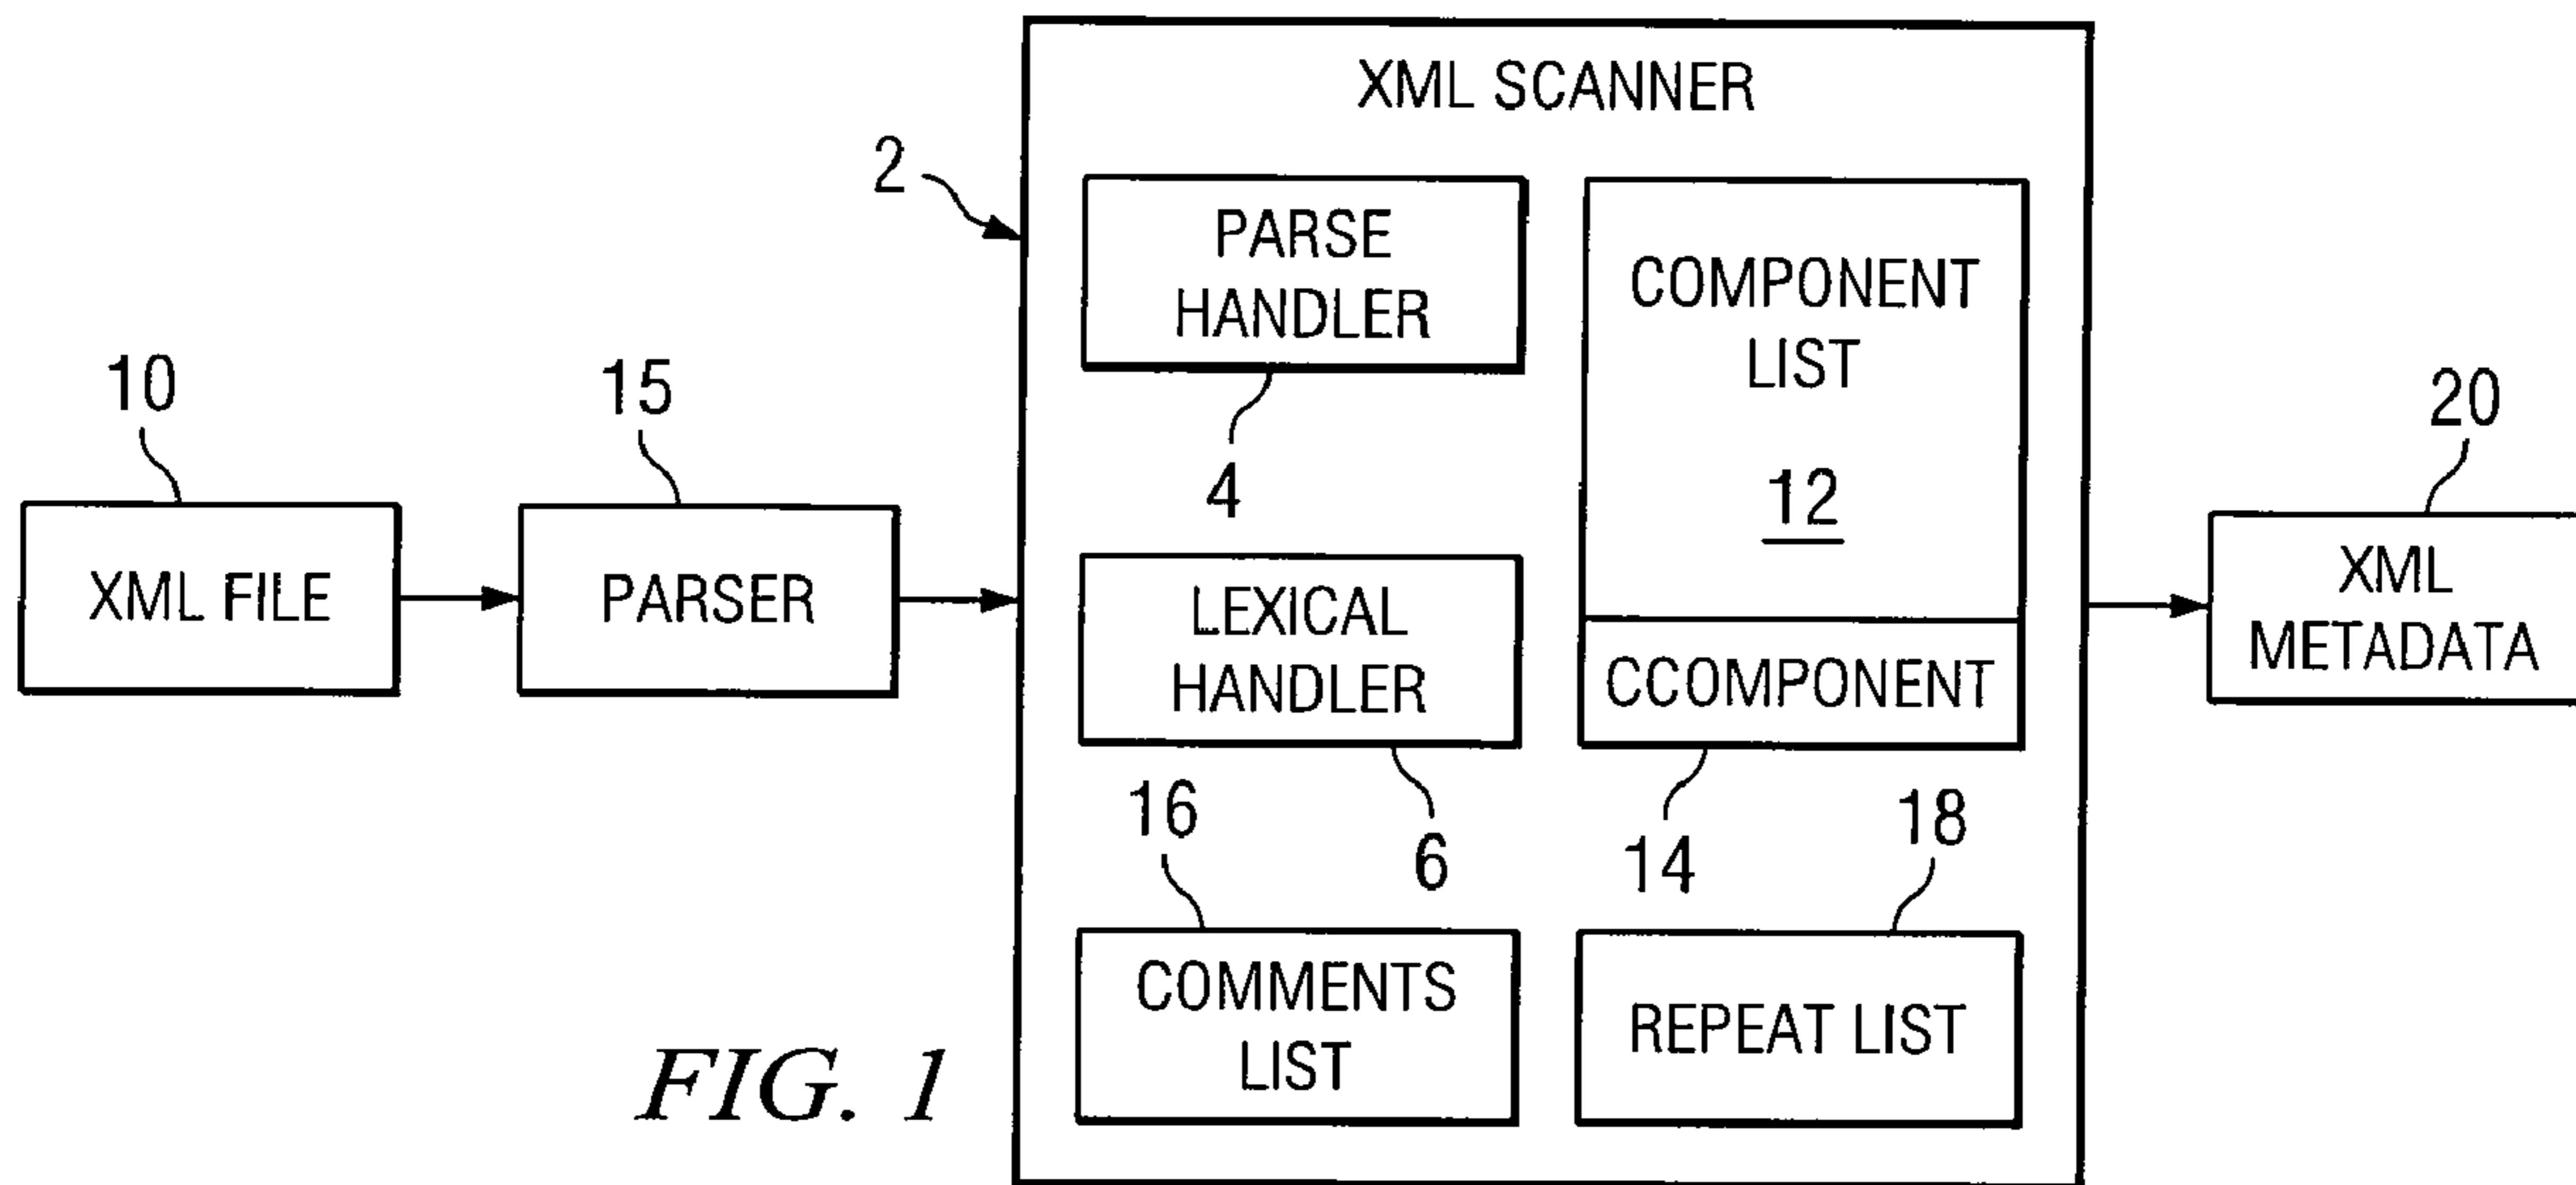 XML SCANNER
2
PARSE
HANDLER
4
COMPONENT
LIST
12
10
15
20
XML FILE
PARSER
LEXICAL
HANDLER
6
CCOMPONENT
14
XML
METADATA
16
18
COMMENTS
LIST
REPEAT LIST
FIG. 1